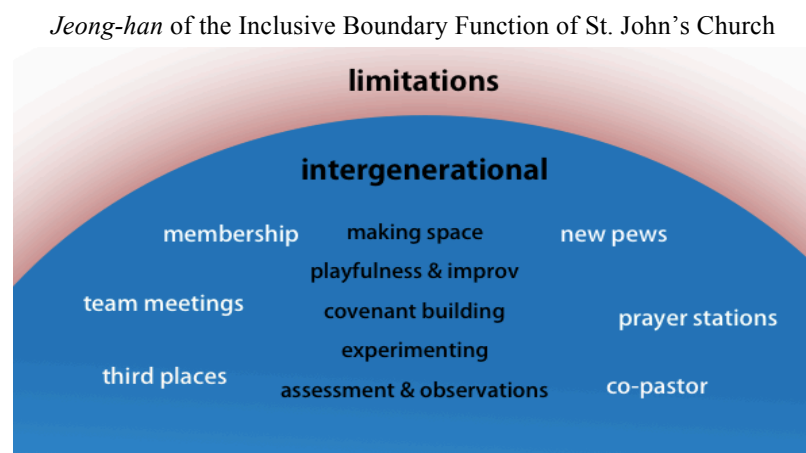 Jeong-han of the Inclusive Boundary Function of St. John's Church
limitations
intergenerational
membership making space new pews
playfulness & improv
team meetings covenant building prayer stations
experimenting
third places assessment & observations co-pastor